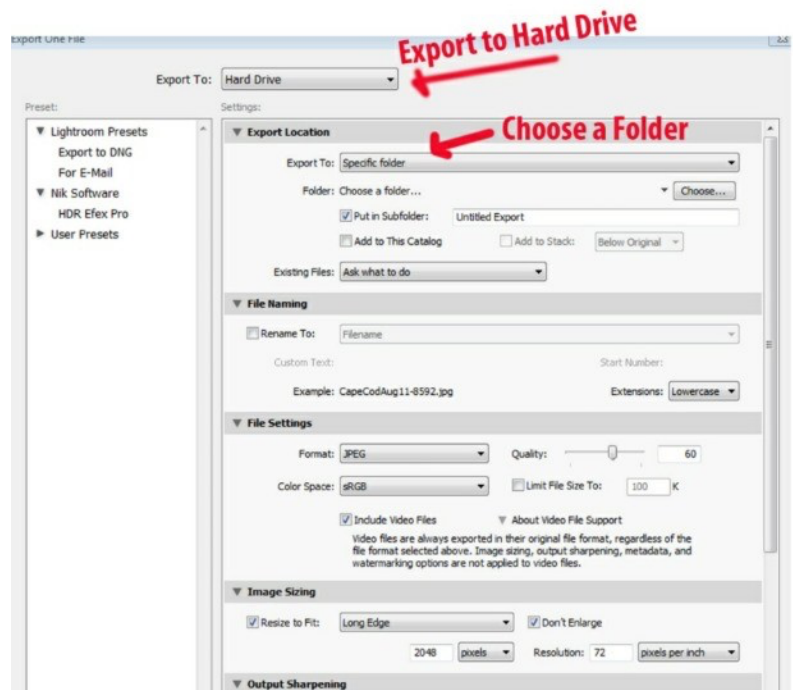 Export One File
Export to Hard Drive
Export To: Hard Drive
Preset:
Settings:
Lightroom Presets
Export to DNG
For E-Mail
Nik Software
HDR Efex Pro
User Presets
Export Location
Choose a Folder
Export To: Specific folder
Folder: Choose a folder... Choose...
Put in Subfolder: Untitled Export
Add to This Catalog Add to Stack: Below Original
Existing Files: Ask what to do
File Naming
Rename To: Filename
Custom Text: Start Number:
Example: CapeCodAug11-8592.jpg Extensions: Lowercase
File Settings
Format: JPEG Quality: 60
Color Space: sRGB Limit File Size To: 100 K
Include Video Files About Video File Support
Video files are always exported in their original file format, regardless of the
file format selected above. Image sizing, output sharpening, metadata, and
watermarking options are not applied to video files.
Image Sizing
Resize to Fit: Long Edge Don't Enlarge
2048 pixels Resolution: 72 pixels per inch
Output Sharpening